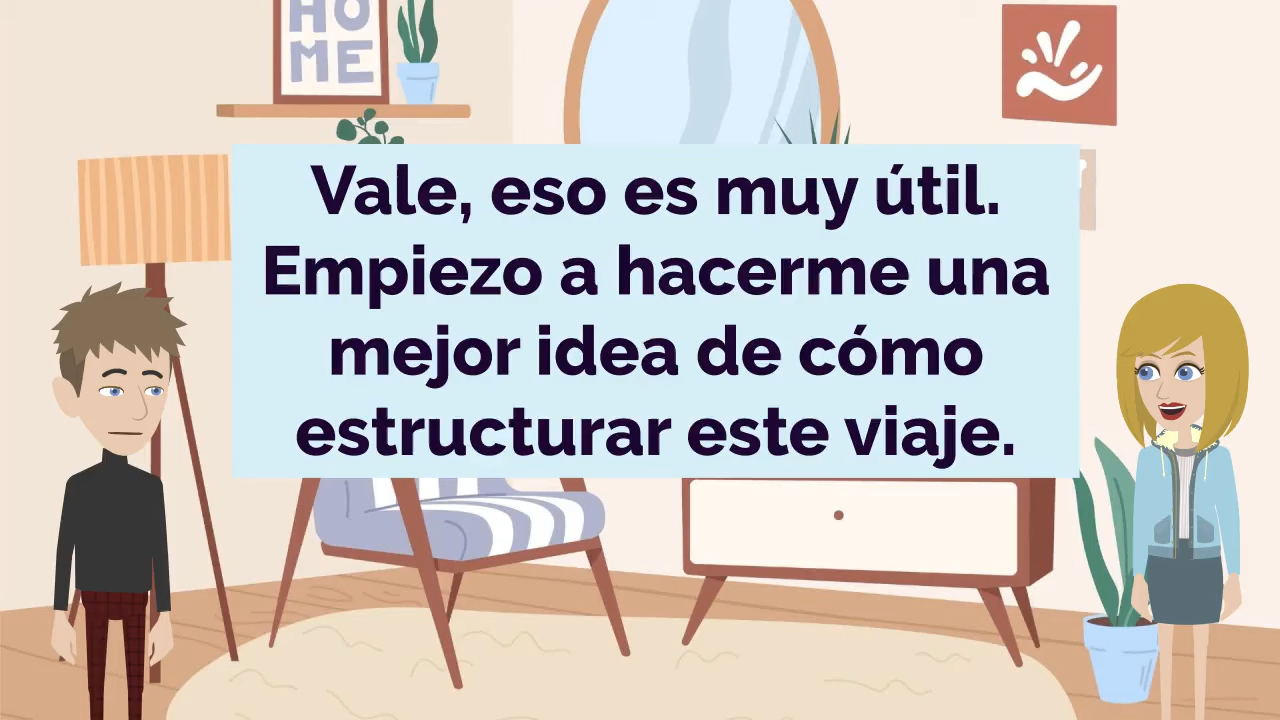 HO
ME
Vale, eso es muy útil.
Empiezo a hacerme una
mejor idea de cómo
estructurar este viaje.